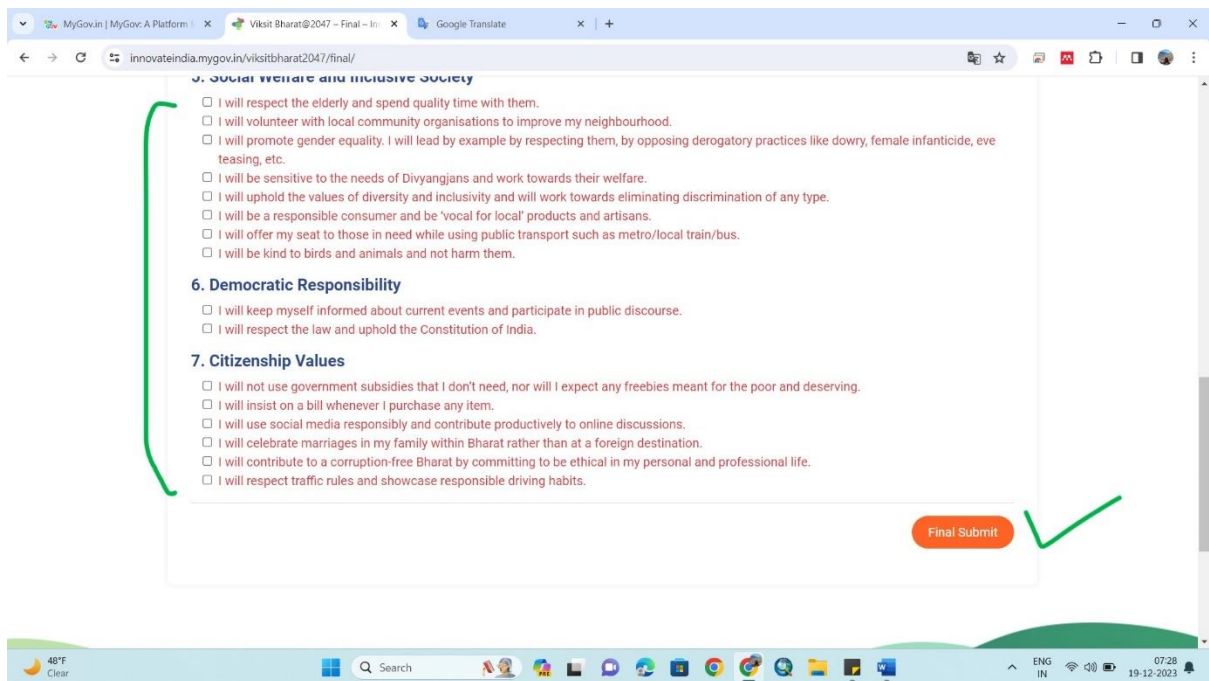 MyGov.in | MyGov: A Platform
Viksit Bharat@2047 – Final – In
Google Translate
innovateindia.mygov.in/viksitbharat2047/final/
5. Social Welfare and Inclusive Society
I will respect the elderly and spend quality time with them.
I will volunteer with local community organisations to improve my neighbourhood.
I will promote gender equality. I will lead by example by respecting them, by opposing derogatory practices like dowry, female infanticide, eve
teasing, etc.
I will be sensitive to the needs of Divyangjans and work towards their welfare.
I will uphold the values of diversity and inclusivity and will work towards eliminating discrimination of any type.
I will be a responsible consumer and be 'vocal for local' products and artisans.
I will offer my seat to those in need while using public transport such as metro/local train/bus.
I will be kind to birds and animals and not harm them.
6. Democratic Responsibility
I will keep myself informed about current events and participate in public discourse.
I will respect the law and uphold the Constitution of India.
7. Citizenship Values
I will not use government subsidies that I don't need, nor will I expect any freebies meant for the poor and deserving.
I will insist on a bill whenever I purchase any item.
I will use social media responsibly and contribute productively to online discussions.
I will celebrate marriages in my family within Bharat rather than at a foreign destination.
I will contribute to a corruption-free Bharat by committing to be ethical in my personal and professional life.
I will respect traffic rules and showcase responsible driving habits.
Final Submit
48°F
Clear
Search
ENG
IN
07:28
19-12-2023